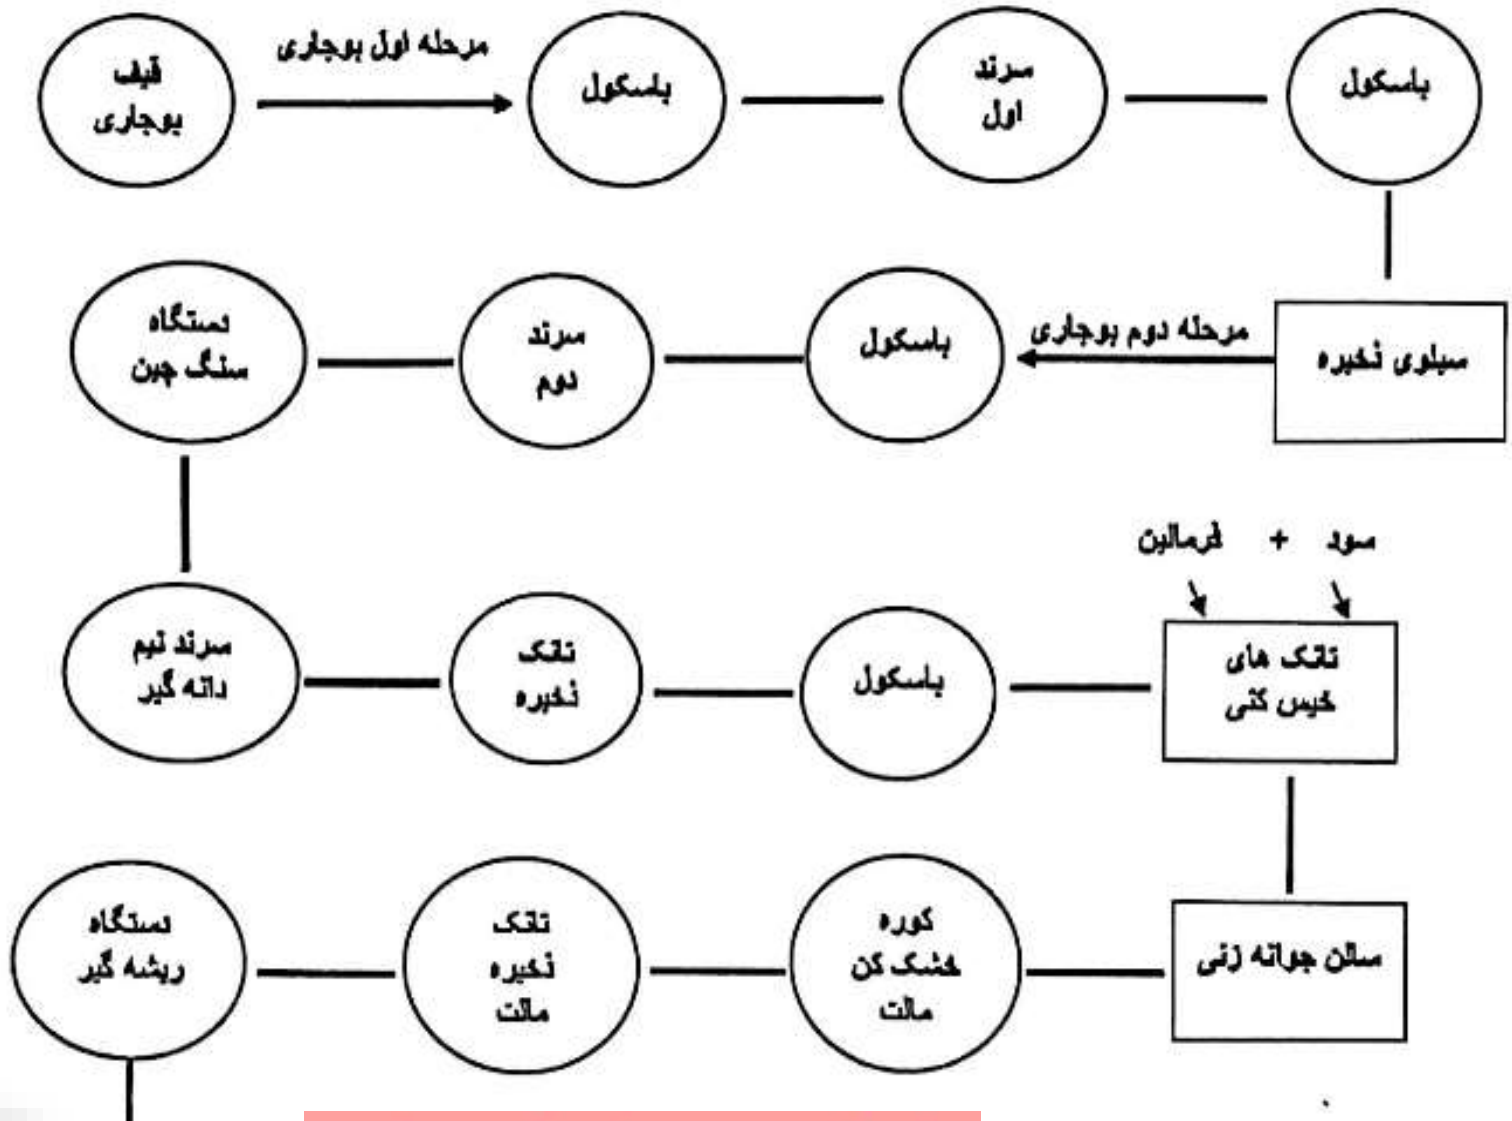 قیف
بوجاری
مرحله اول بوجاری
باسکول
سرند
اول
باسکول
سیلوی ذخیره
مرحله دوم بوجاری
باسکول
سرند
دوم
دستگاه
سنگ چین
سرند نیم
دانه گیر
تانک
ذخیره
باسکول
سود + فرمالین
تانک های
خیس کنی
سالن جوانه زنی
کوره
خشک کن
مالت
تانک
ذخیره
مالت
دستگاه
ریشه گیر